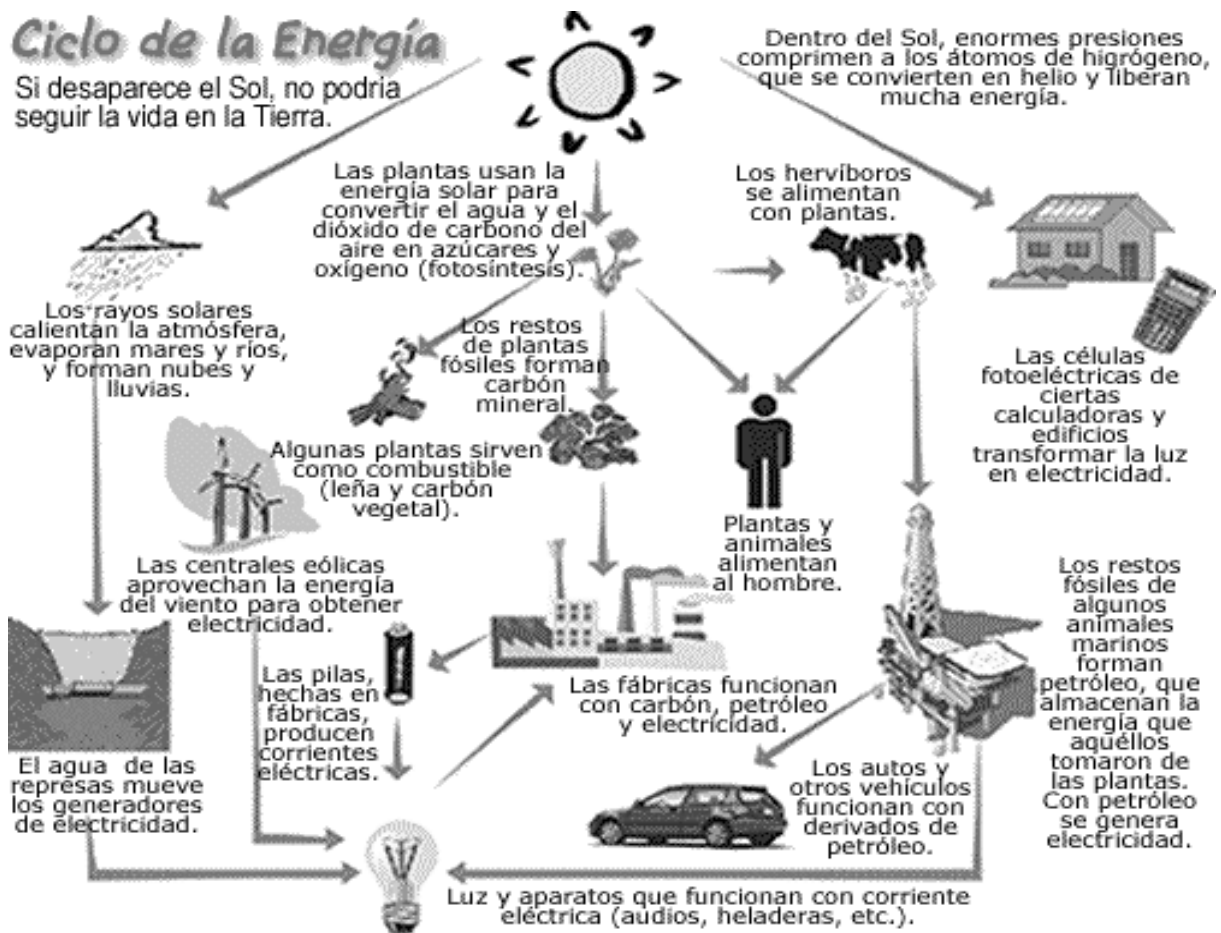 Ciclo de la Energía
Si desaparece el Sol, no podría
seguir la vida en la Tierra.
Dentro del Sol, enormes presiones
comprimen a los átomos de higrógeno,
que se convierten en helio y liberan
mucha energía.
Las plantas usan la
energía solar para
convertir el agua y el
dióxido de carbono del
aire en azúcares y
oxígeno (fotosíntesis).
Los hervíboros
se alimentan
con plantas.
Los rayos solares
calientan la atmósfera,
evaporan mares y ríos,
y forman nubes y
lluvias.
Los restos
de plantas
fósiles forman
carbón
mineral.
Las células
fotoeléctricas de
ciertas
calculadoras y
edificios
transformar la luz
en electricidad.
Algunas plantas sirven
como combustible
(leña y carbón
vegetal).
Plantas y
animales
alimentan
al hombre.
Las centrales eólicas
aprovechan la energía
del viento para obtener
electricidad.
Los restos
fósiles de
algunos
animales
marinos
forman
petróleo, que
almacenan la
energía que
aquéllos
tomaron de
las plantas.
Con petróleo
se genera
electricidad.
Las pilas,
hechas en
fábricas,
producen
corrientes
eléctricas.
Las fábricas funcionan
con carbón, petróleo
y electricidad.
El agua de las
represas mueve
los generadores
de electricidad.
Los autos y
otros vehículos
funcionan con
derivados de
petróleo.
Luz y aparatos que funcionan con corriente
eléctrica (audios, heladeras, etc.).